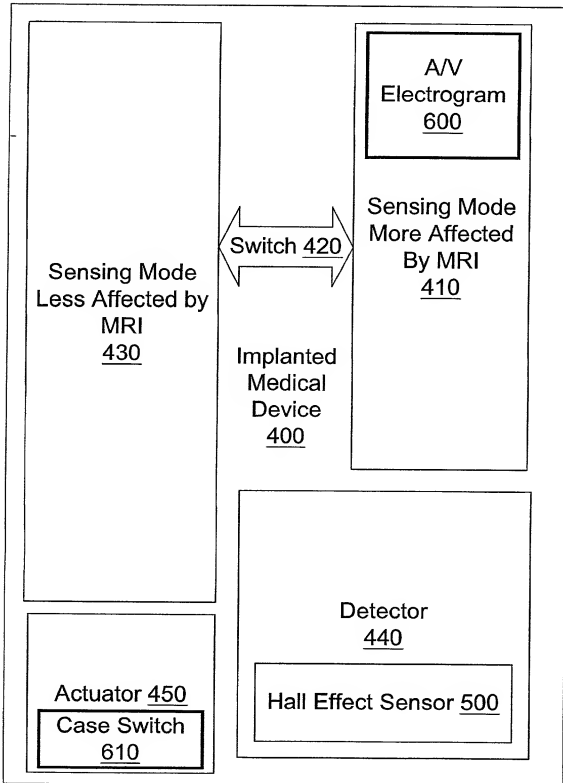 A/V
Electrogram
600
Sensing Mode
More Affected
By MRI
410
Switch 420
Sensing Mode
Less Affected by
MRI
430
Implanted
Medical
Device
400
Detector
440
Hall Effect Sensor 500
Actuator 450
Case Switch
610